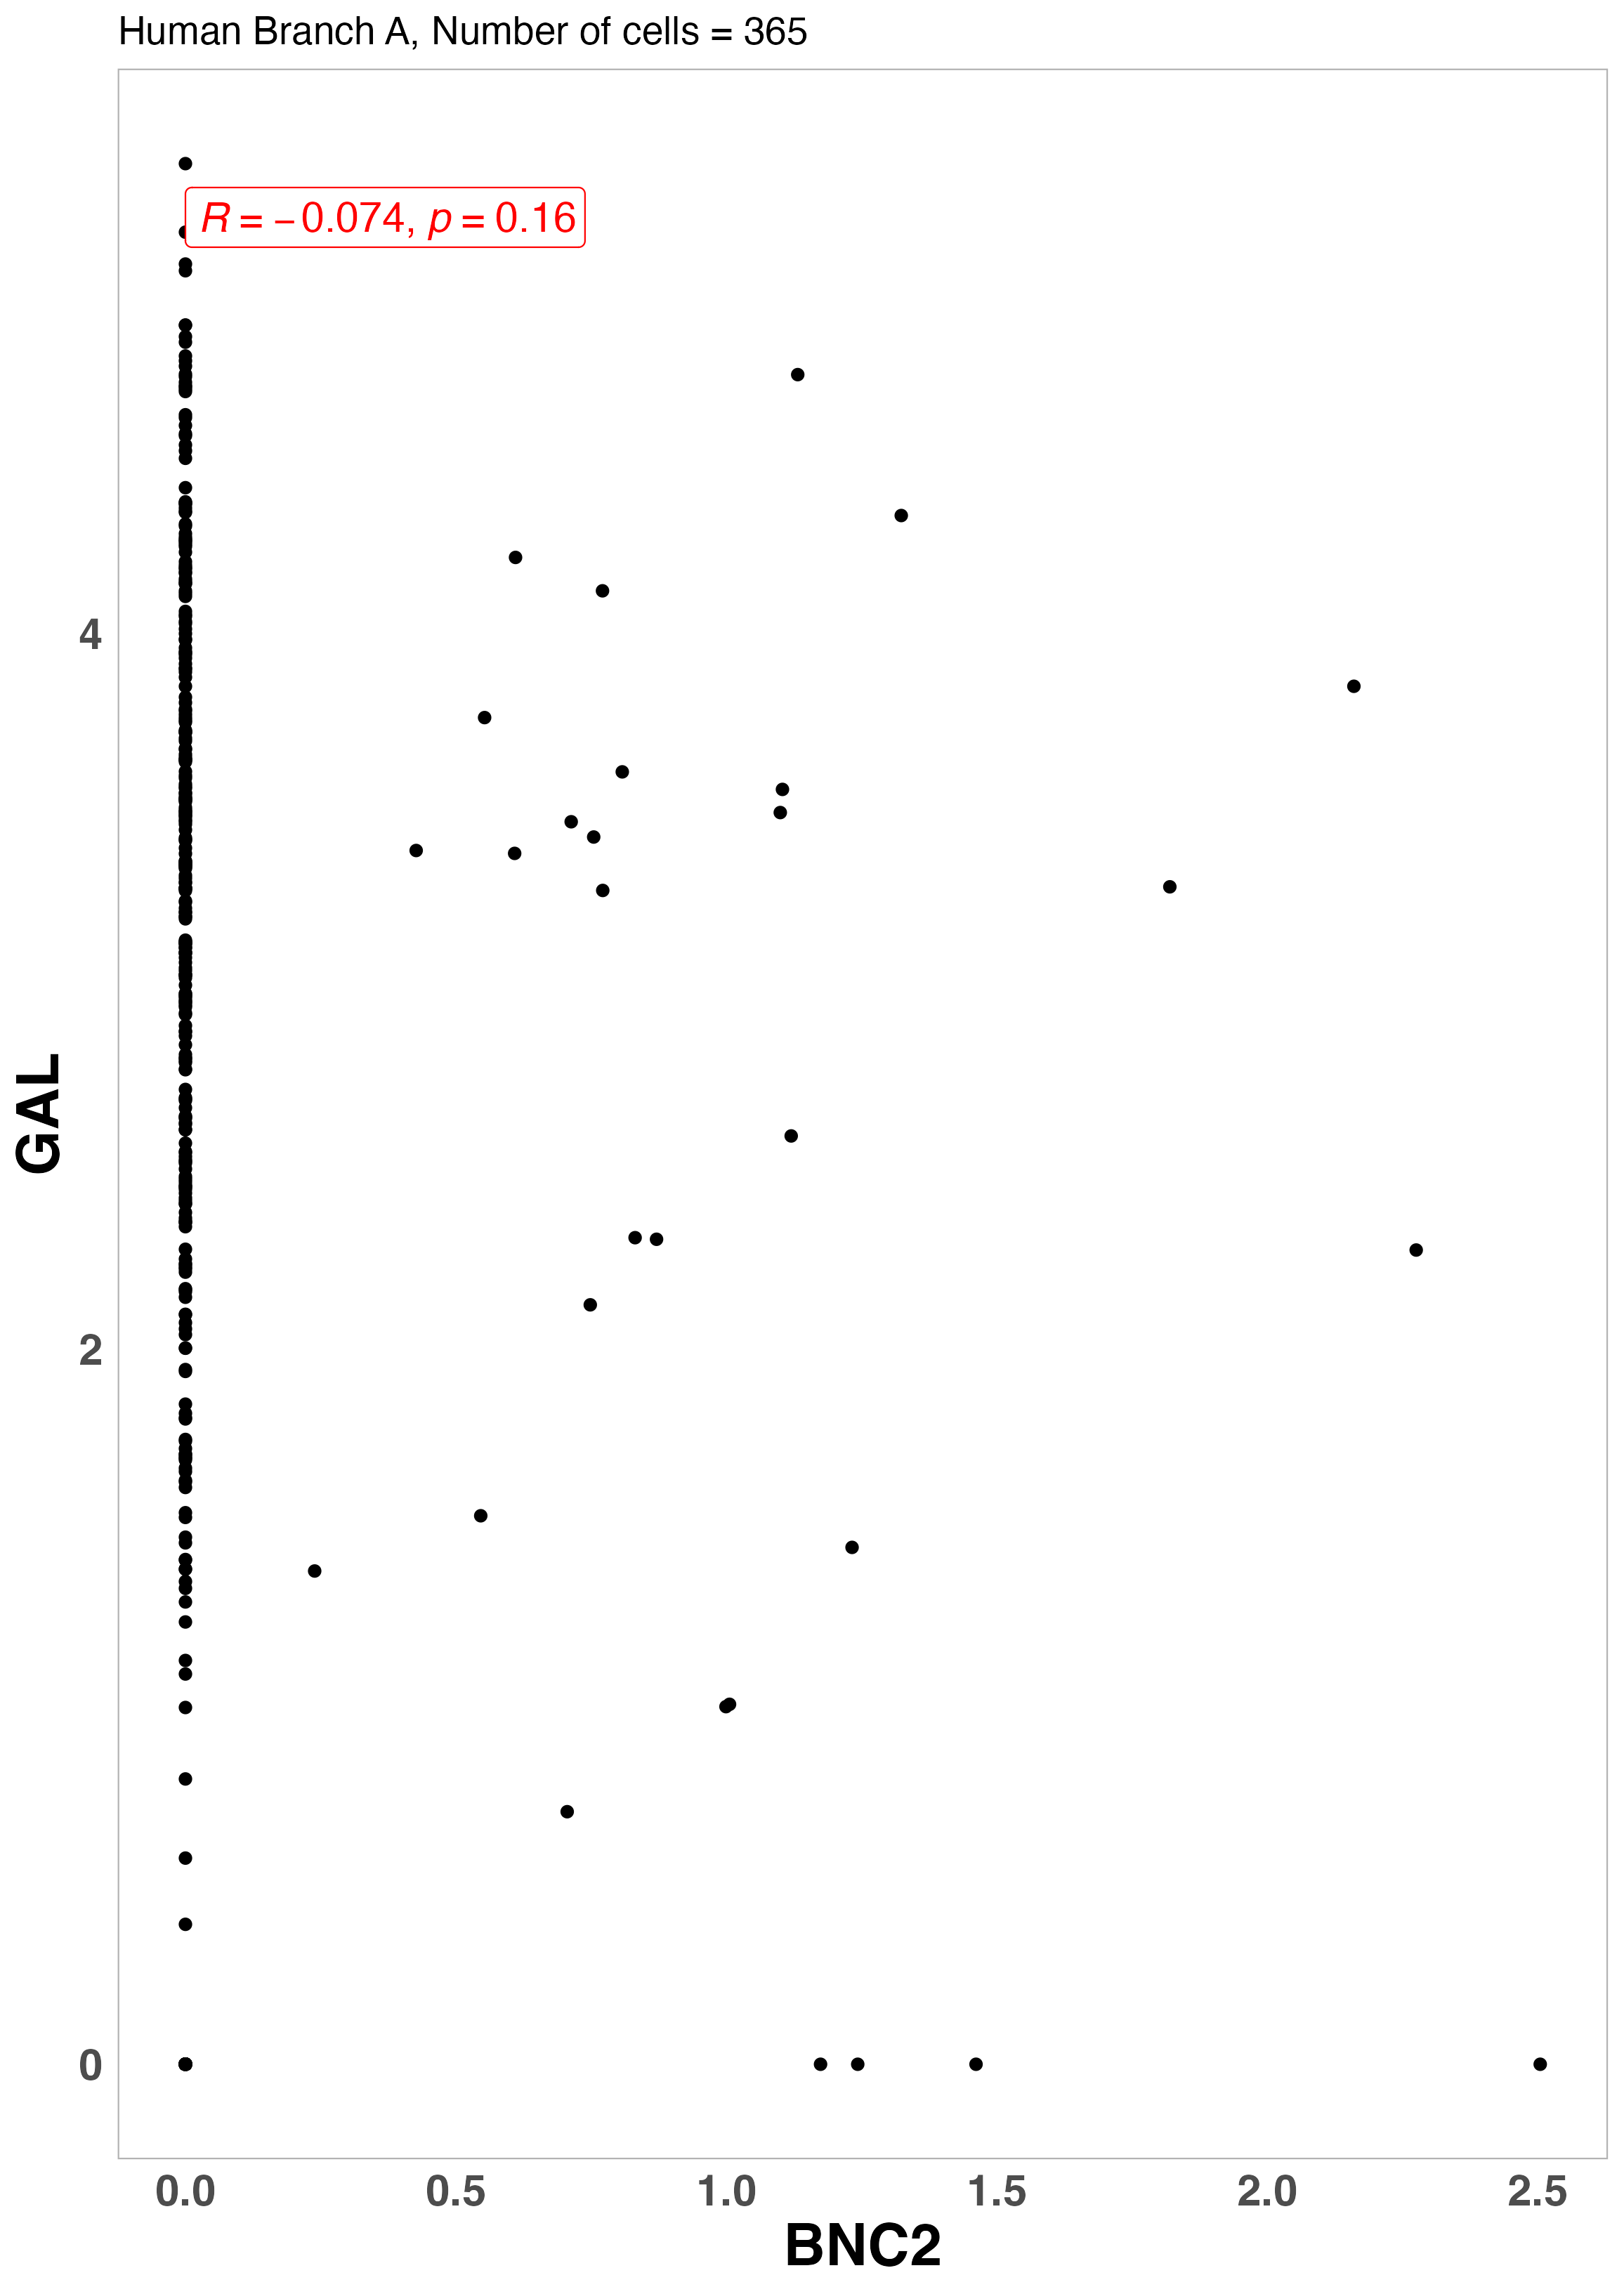 Human Branch A, Number of cells = 365
R = −0.074, p = 0.16
4
2
0
GAL
0.0 0.5 1.0 1.5 2.0 2.5
BNC2